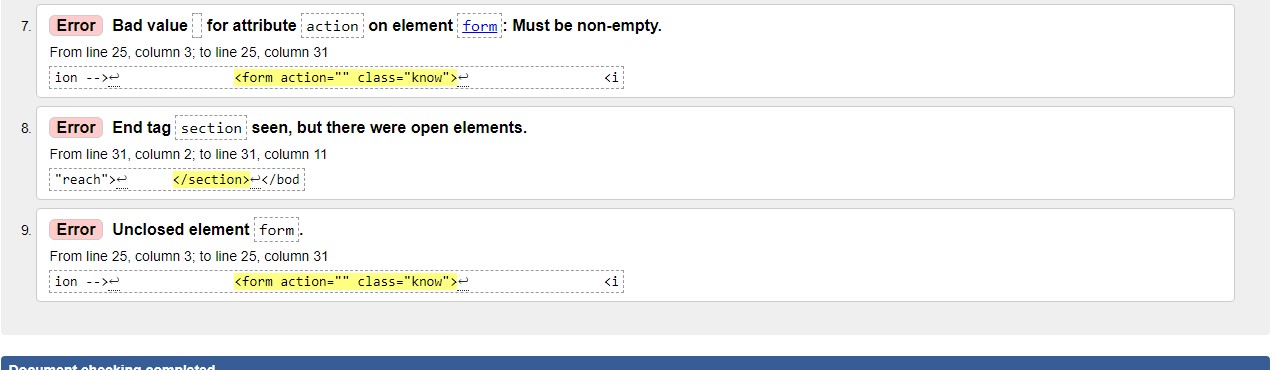 7. Error Bad value for attribute action on element form: Must be non-empty.
From line 25, column 3; to line 25, column 31
ion -->↩ <form action="" class="know">↩ <i
8. Error End tag section seen, but there were open elements.
From line 31, column 2; to line 31, column 11
"reach">↩ </section>↩</bod
9. Error Unclosed element form.
From line 25, column 3; to line 25, column 31
ion -->↩ <form action="" class="know">↩ <i
Document checking completed.